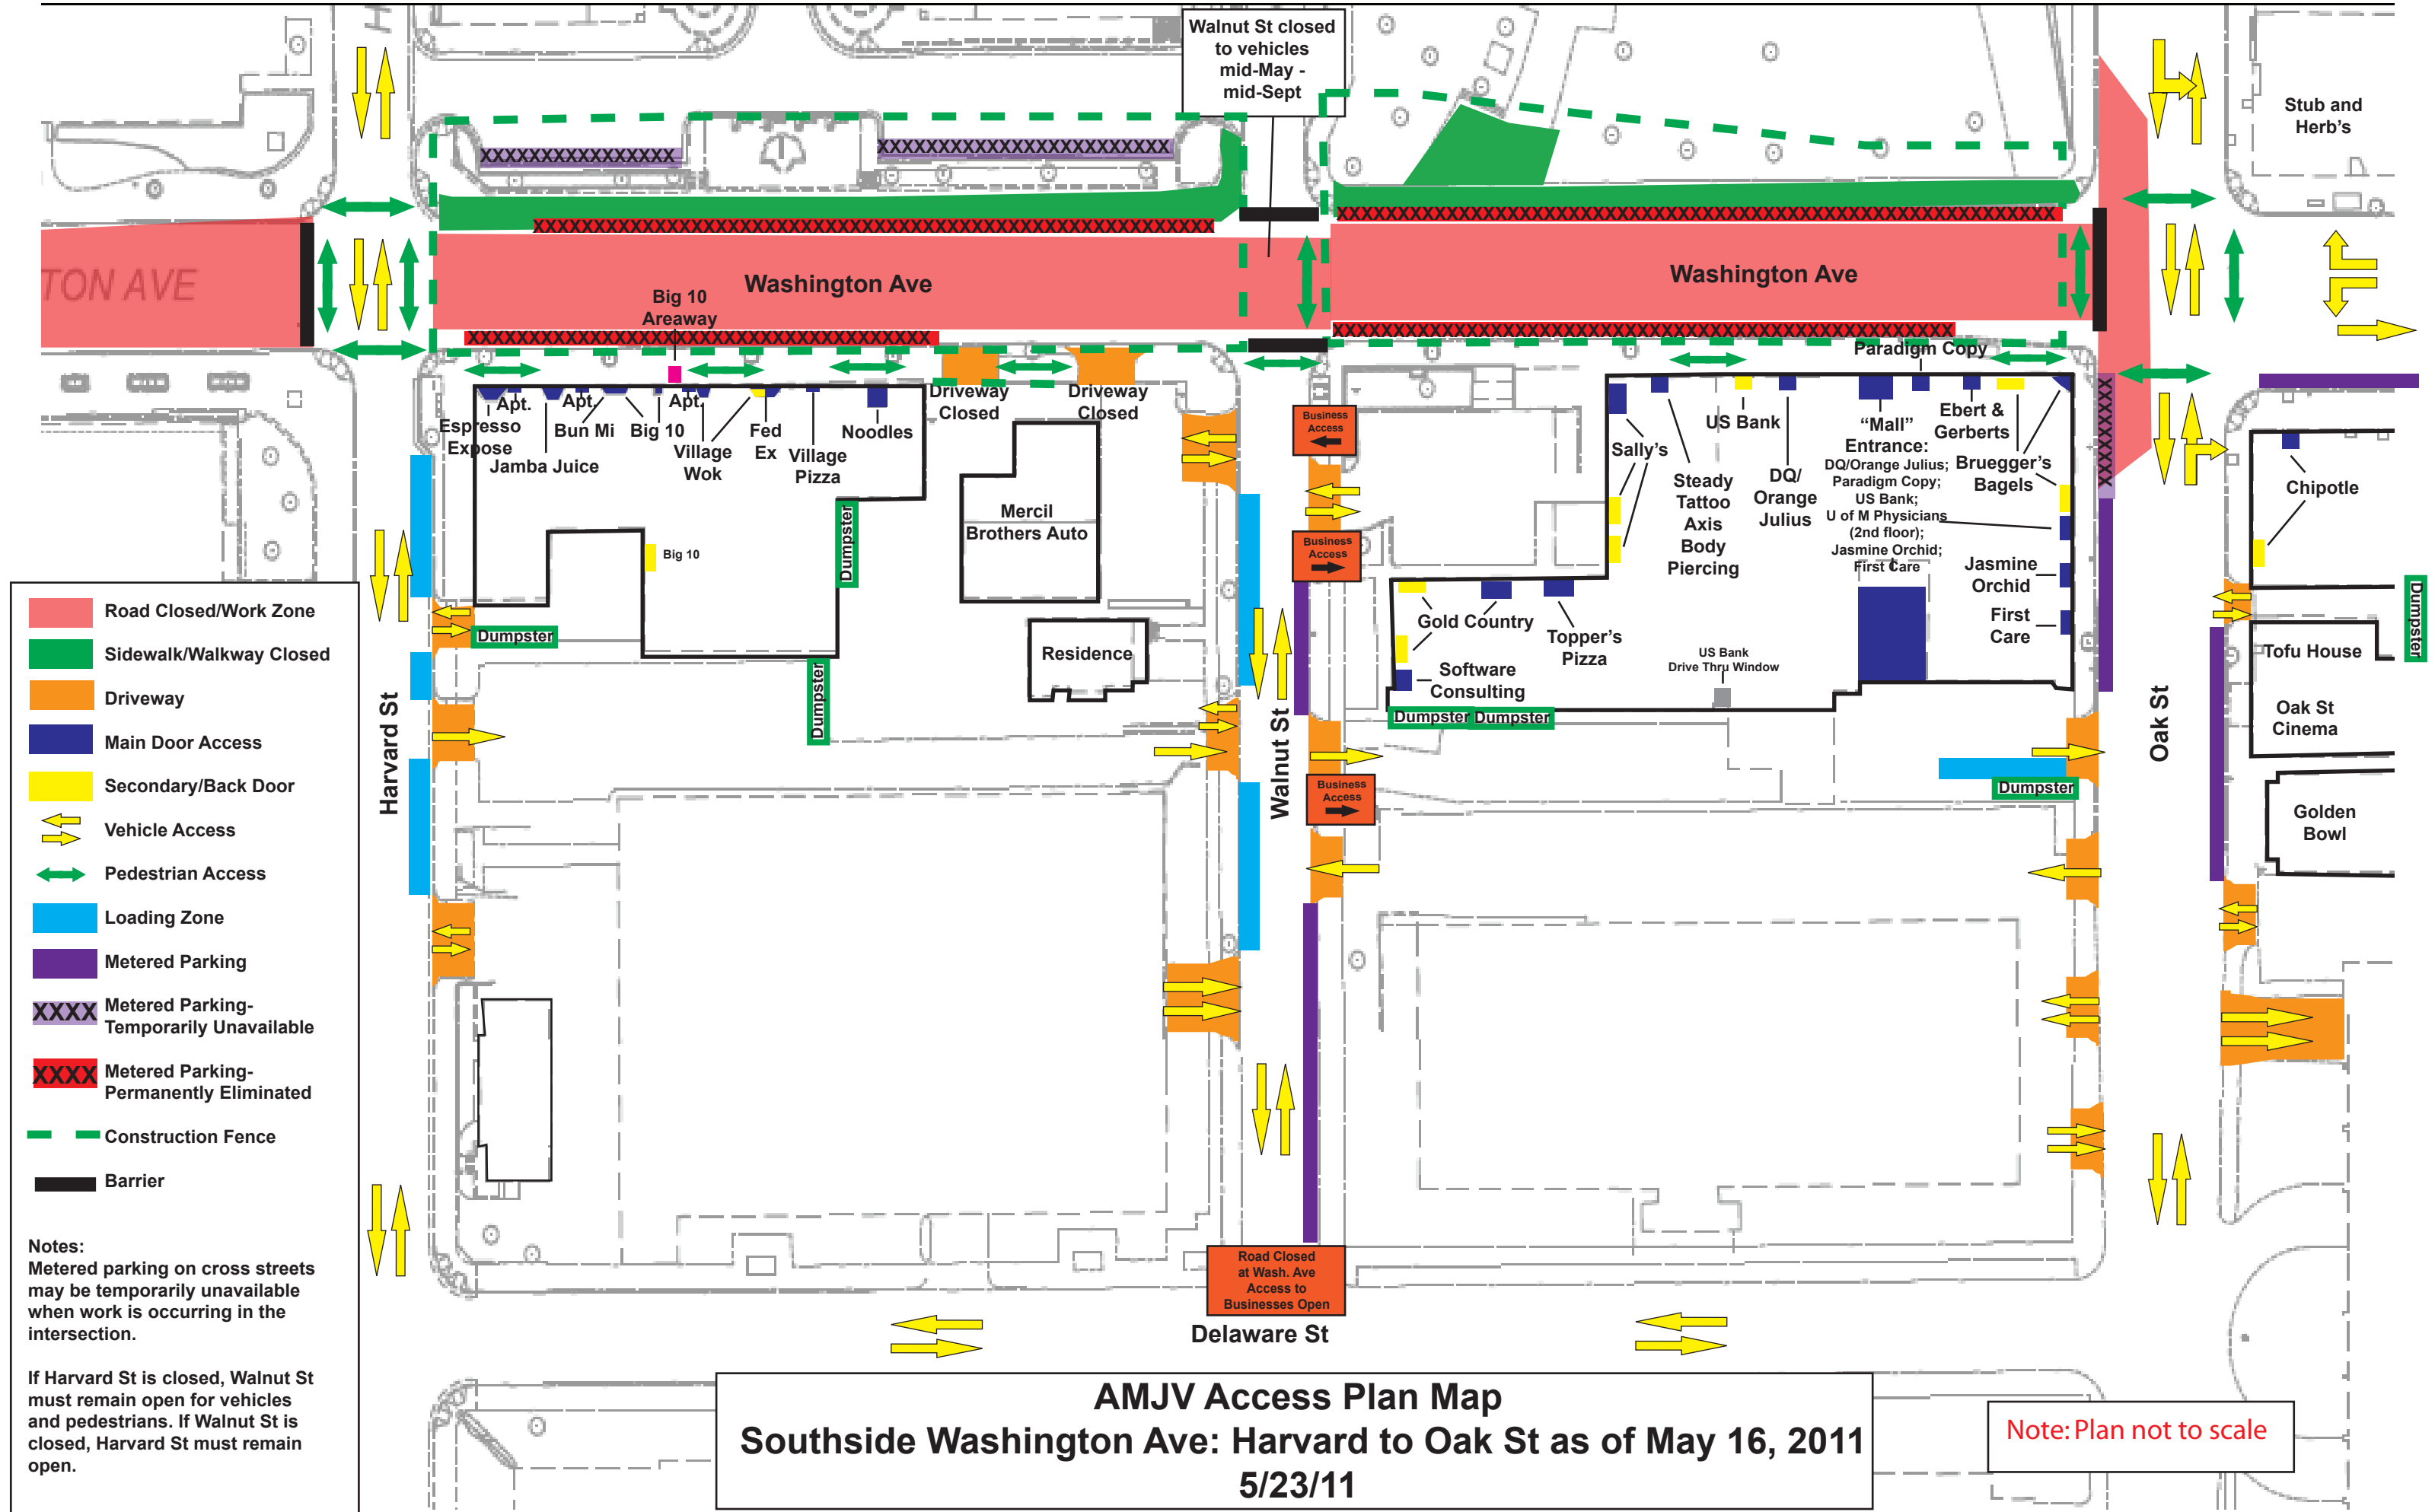 Walnut St closed
to vehicles
mid-May -
mid-Sept
Stub and
Herb's
TON AVE
Washington Ave
Washington Ave
Big 10
Areaway
Paradigm Copy
Driveway
Closed
Driveway
Closed
Espresso
Expose
Apt.
Jamba Juice
Apt.
Bun Mi
Big 10
Apt.
Village
Wok
Fed
Ex
Village
Pizza
Noodles
Business
Access
Sally's
Steady
Tattoo
Axis
Body
Piercing
US Bank
DQ/
Orange
Julius
"Mall"
Entrance:
DQ/Orange Julius;
Paradigm Copy;
US Bank;
U of M Physicians
(2nd floor);
Jasmine Orchid;
First Care
Ebert &
Gerberts
Bruegger's
Bagels
Chipotle
Mercil
Brothers Auto
Dumpster
Big 10
Business
Access
Jasmine
Orchid
First
Care
Dumpster
Dumpster
Dumpster
Residence
Gold Country
Topper's
Pizza
Software
Consulting
US Bank
Drive Thru Window
Dumpster
Dumpster
Tofu House
Oak St
Cinema
Golden
Bowl
Dumpster
Harvard St
Walnut St
Oak St
Business
Access
Road Closed
at Wash. Ave
Access to
Businesses Open
Delaware St
Road Closed/Work Zone
Sidewalk/Walkway Closed
Driveway
Main Door Access
Secondary/Back Door
Vehicle Access
Pedestrian Access
Loading Zone
Metered Parking
XXXX Metered Parking-
Temporarily Unavailable
XXXX Metered Parking-
Permanently Eliminated
Construction Fence
Barrier
Notes:
Metered parking on cross streets
may be temporarily unavailable
when work is occurring in the
intersection.
If Harvard St is closed, Walnut St
must remain open for vehicles
and pedestrians. If Walnut St is
closed, Harvard St must remain
open.
AMJV Access Plan Map
Southside Washington Ave: Harvard to Oak St as of May 16, 2011
5/23/11
Note: Plan not to scale